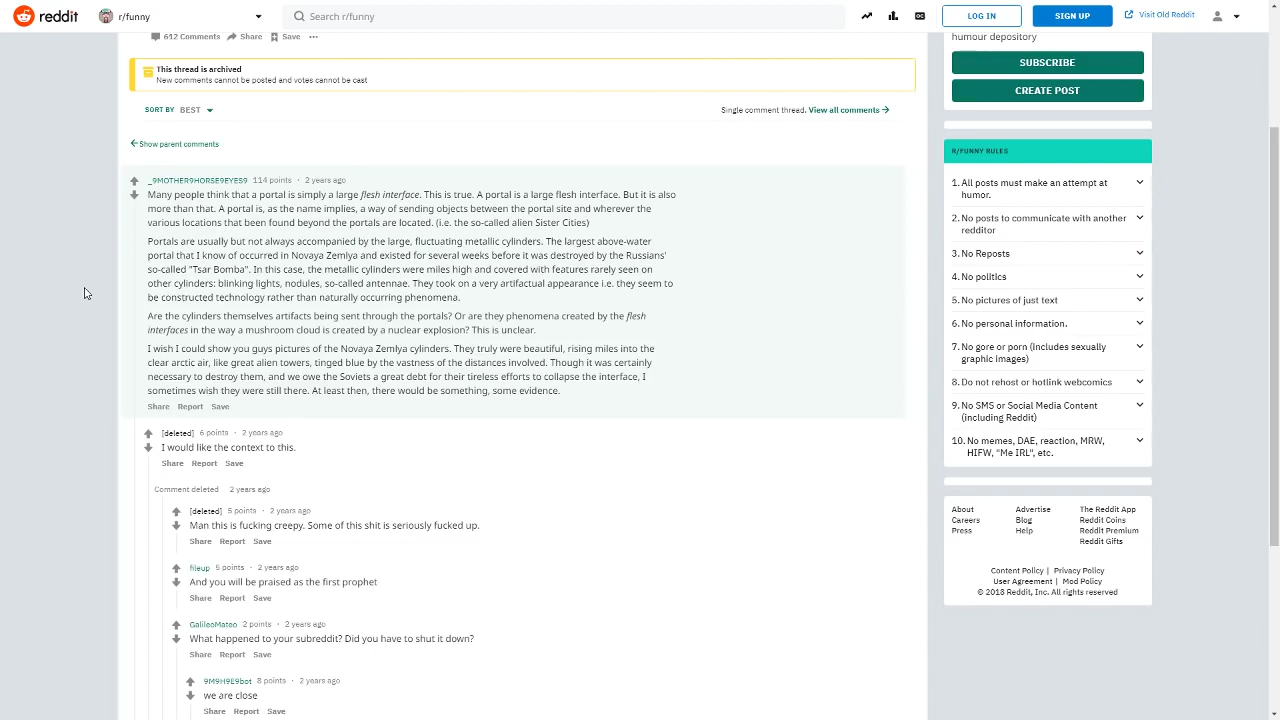 reddit
r/funny
Search r/funny
LOG IN
SIGN UP
Visit Old Reddit
612 Comments
Share
Save
This thread is archived
New comments cannot be posted and votes cannot be cast
SORT BY BEST
Single comment thread. View all comments
Show parent comments
_9MOTHER9HORSE9EYES9 114 points · 2 years ago
Many people think that a portal is simply a large flesh interface. This is true. A portal is a large flesh interface. But it is also
more than that. A portal is, as the name implies, a way of sending objects between the portal site and wherever the
various locations that been found beyond the portals are located. (i.e. the so-called alien Sister Cities)
Portals are usually but not always accompanied by the large, fluctuating metallic cylinders. The largest above-water
portal that I know of occurred in Novaya Zemlya and existed for several weeks before it was destroyed by the Russians'
so-called "Tsar Bomba". In this case, the metallic cylinders were miles high and covered with features rarely seen on
other cylinders: blinking lights, nodules, so-called antennae. They took on a very artifactual appearance i.e. they seem to
be constructed technology rather than naturally occurring phenomena.
Are the cylinders themselves artifacts being sent through the portals? Or are they phenomena created by the flesh
interfaces in the way a mushroom cloud is created by a nuclear explosion? This is unclear.
I wish I could show you guys pictures of the Novaya Zemlya cylinders. They truly were beautiful, rising miles into the
clear arctic air, like great alien towers, tinged blue by the vastness of the distances involved. Though it was certainly
necessary to destroy them, and we owe the Soviets a great debt for their tireless efforts to collapse the interface, I
sometimes wish they were still there. At least then, there would be something, some evidence.
Share Report Save
[deleted] 6 points · 2 years ago
I would like the context to this.
Share Report Save
Comment deleted 2 years ago
[deleted] 5 points · 2 years ago
Man this is fucking creepy. Some of this shit is seriously fucked up.
Share Report Save
fileup 5 points · 2 years ago
And you will be praised as the first prophet
Share Report Save
GalileoMateo 2 points · 2 years ago
What happened to your subreddit? Did you have to shut it down?
Share Report Save
9M9H9E9bot 8 points · 2 years ago
we are close
Share Report Save
humour depository
SUBSCRIBE
CREATE POST
R/FUNNY RULES
1. All posts must make an attempt at
humor.
2. No posts to communicate with another
redditor
3. No Reposts
4. No politics
5. No pictures of just text
6. No personal information.
7. No gore or porn (includes sexually
graphic images)
8. Do not rehost or hotlink webcomics
9. No SMS or Social Media Content
(including Reddit)
10. No memes, DAE, reaction, MRW,
HIFW, "Me IRL", etc.
About Advertise The Reddit App
Careers Blog Reddit Coins
Press Help Reddit Premium
Reddit Gifts
Content Policy | Privacy Policy
User Agreement | Mod Policy
© 2018 Reddit, Inc. All rights reserved